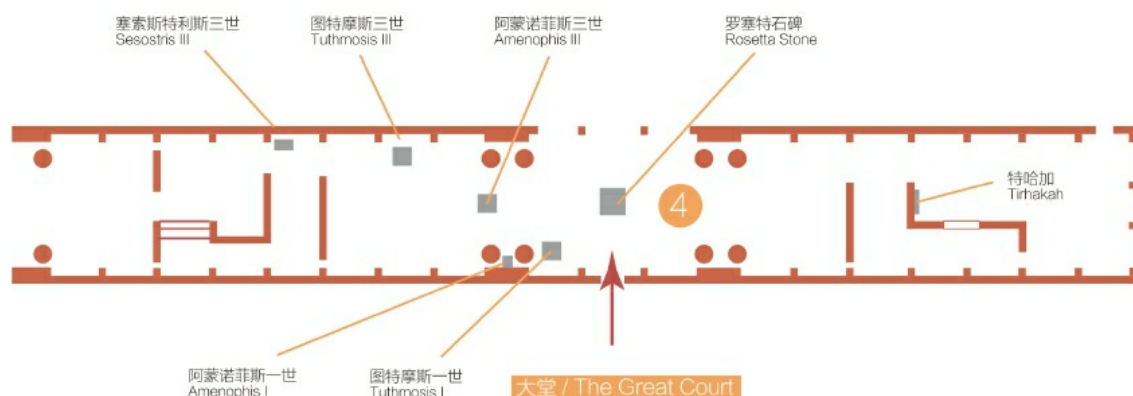 塞索斯特利斯三世
Sesostris III
图特摩斯三世
Tuthmosis III
阿蒙诺菲斯三世
Amenophis III
罗塞特石碑
Rosetta Stone
4
特哈加
Tirhakah
阿蒙诺菲斯一世
Amenophis I
图特摩斯一世
Tuthmosis I
大堂 / The Great Court